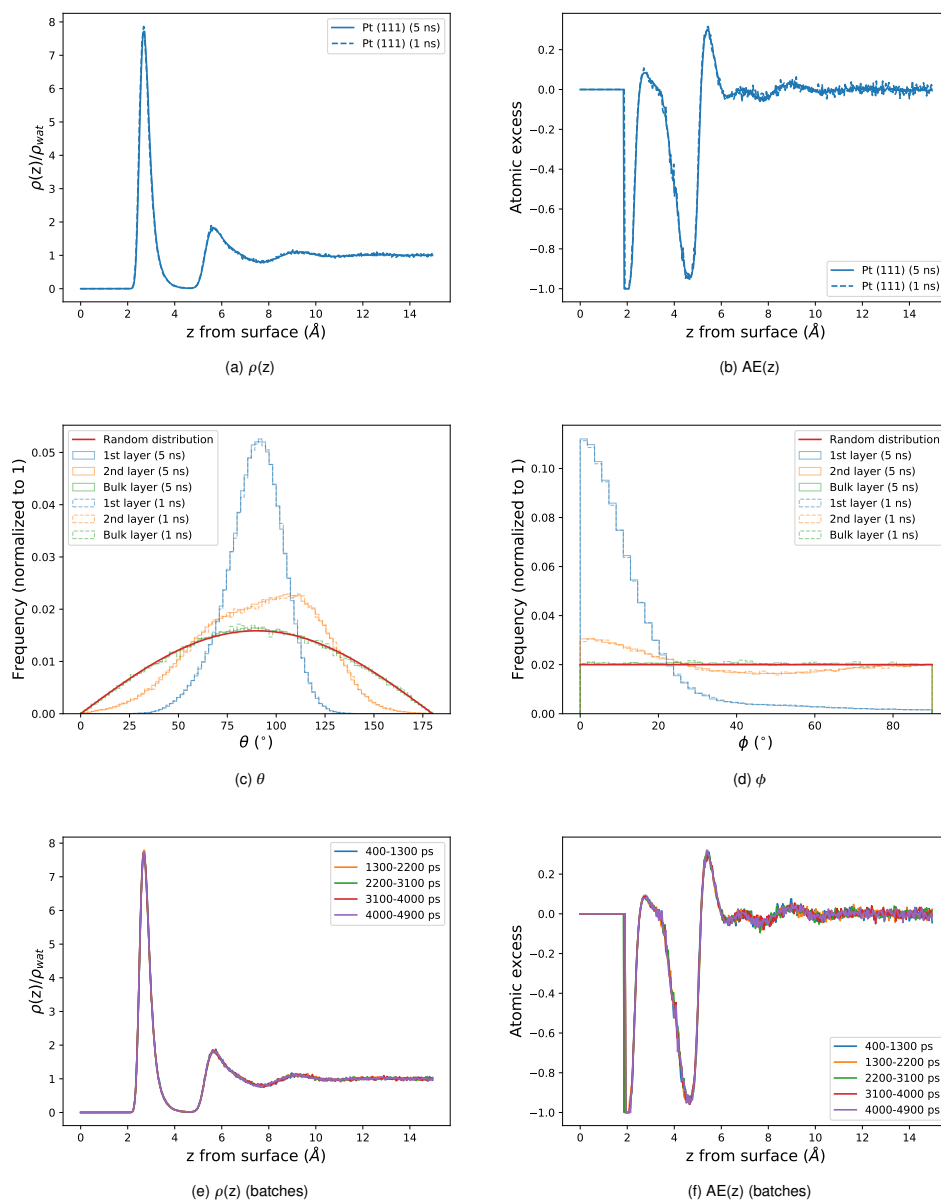 8
7
6
5
4
3
2
1
0
ρ(z)/ρwat
Pt (111) (5 ns)
Pt (111) (1 ns)
0 2 4 6 8 10 12 14
z from surface (Å)
(a) ρ(z)
0.2
0.0
−0.2
−0.4
−0.6
−0.8
−1.0
Atomic excess
Pt (111) (5 ns)
Pt (111) (1 ns)
0 2 4 6 8 10 12 14
z from surface (Å)
(b) AE(z)
0.05
0.04
0.03
0.02
0.01
0.00
Frequency (normalized to 1)
Random distribution
1st layer (5 ns)
2nd layer (5 ns)
Bulk layer (5 ns)
1st layer (1 ns)
2nd layer (1 ns)
Bulk layer (1 ns)
0 25 50 75 100 125 150 175
θ (°)
(c) θ
0.10
0.08
0.06
0.04
0.02
0.00
Frequency (normalized to 1)
Random distribution
1st layer (5 ns)
2nd layer (5 ns)
Bulk layer (5 ns)
1st layer (1 ns)
2nd layer (1 ns)
Bulk layer (1 ns)
0 20 40 60 80
ϕ (°)
(d) ϕ
8
7
6
5
4
3
2
1
0
ρ(z)/ρwat
400-1300 ps
1300-2200 ps
2200-3100 ps
3100-4000 ps
4000-4900 ps
0 2 4 6 8 10 12 14
z from surface (Å)
(e) ρ(z) (batches)
0.2
0.0
−0.2
−0.4
−0.6
−0.8
−1.0
Atomic excess
400-1300 ps
1300-2200 ps
2200-3100 ps
3100-4000 ps
4000-4900 ps
0 2 4 6 8 10 12 14
z from surface (Å)
(f) AE(z) (batches)